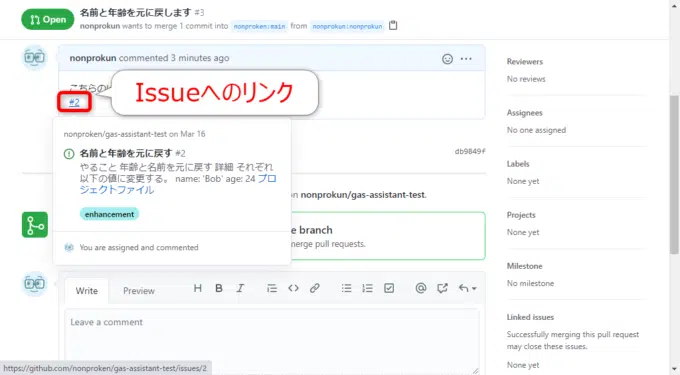 Open
名前と年齢を元に戻します #3
nonprokun wants to merge 1 commit into nonproken:main from nonprokun:nonprokun
nonprokun commented 3 minutes ago
#2
Issueへのリンク
nonproken/gas-assistant-test on Mar 16
名前と年齢を元に戻す #2
やること 年齢と名前を元に戻す 詳細 それぞれ
以下の値に変更する。 name: 'Bob' age: 24 プロ
ジェクトファイル
enhancement
You are assigned and commented
db9849f
on nonprokun/gas-assistant-test.
branch
merge pull requests.
Write
Preview
Leave a comment
Reviewers
No reviews
Assignees
No one assigned
Labels
None yet
Projects
None yet
Milestone
No milestone
Linked issues
Successfully merging this pull request
may close these issues.
None yet
https://github.com/nonproken/gas-assistant-test/issues/2